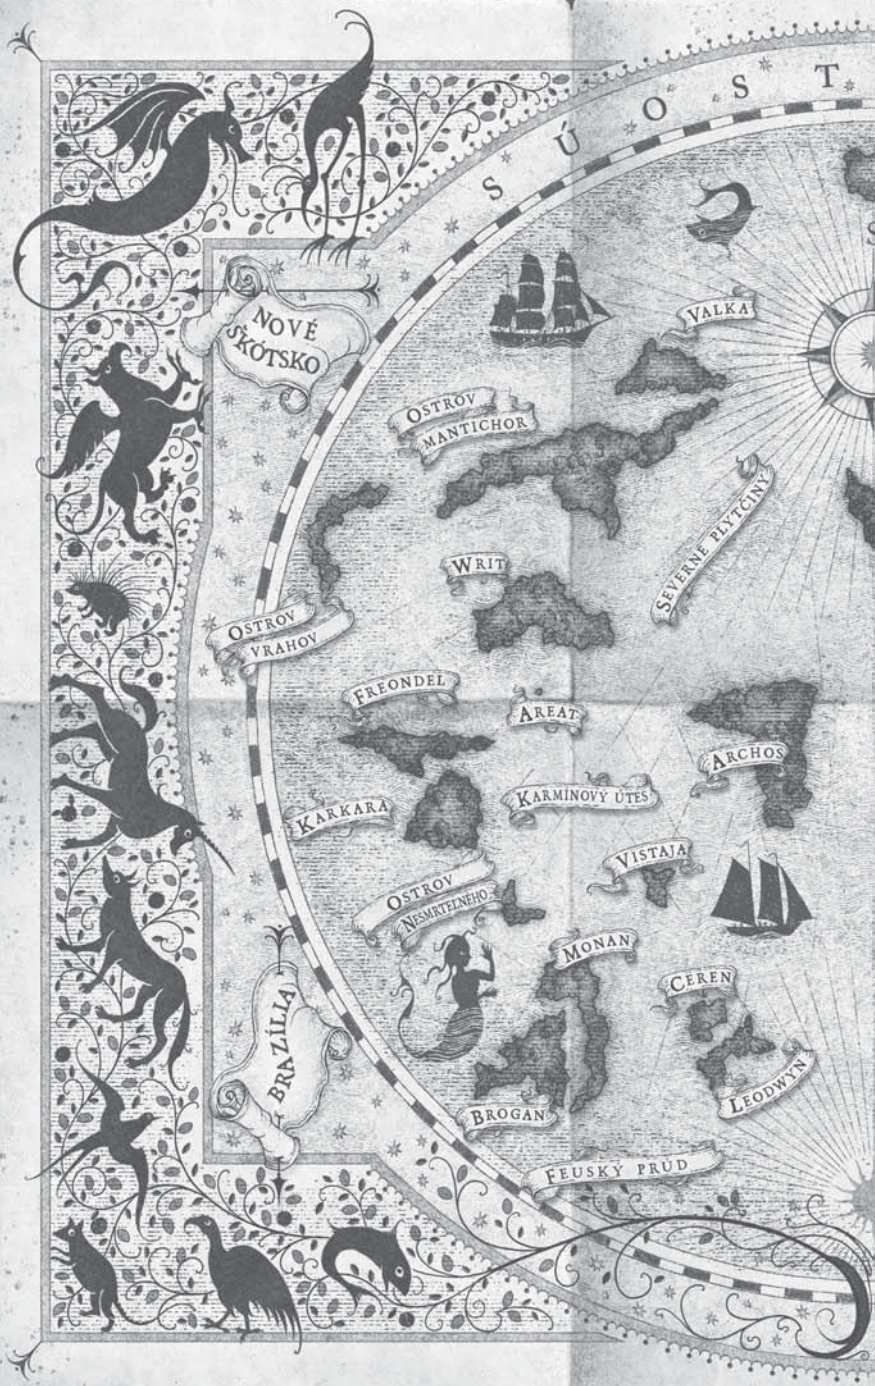 SÚOST
S
NOVÉ
ŠKÓTSKO
VALKA
OSTROV
MANTICHOR
SEVERNÉ PLYTČINY
WRIT
OSTROV
VRAHOV
FREONDEL
AREAT
ARCHOS
KARKARA
KARMÍNOVÝ ÚTES
VISTAJA
OSTROV
NESMRTEĽNÉHO
MONAN
CEREN
BRAZÍLIA
LEODWYN
BROGAN
FEUSKÝ PRÚD